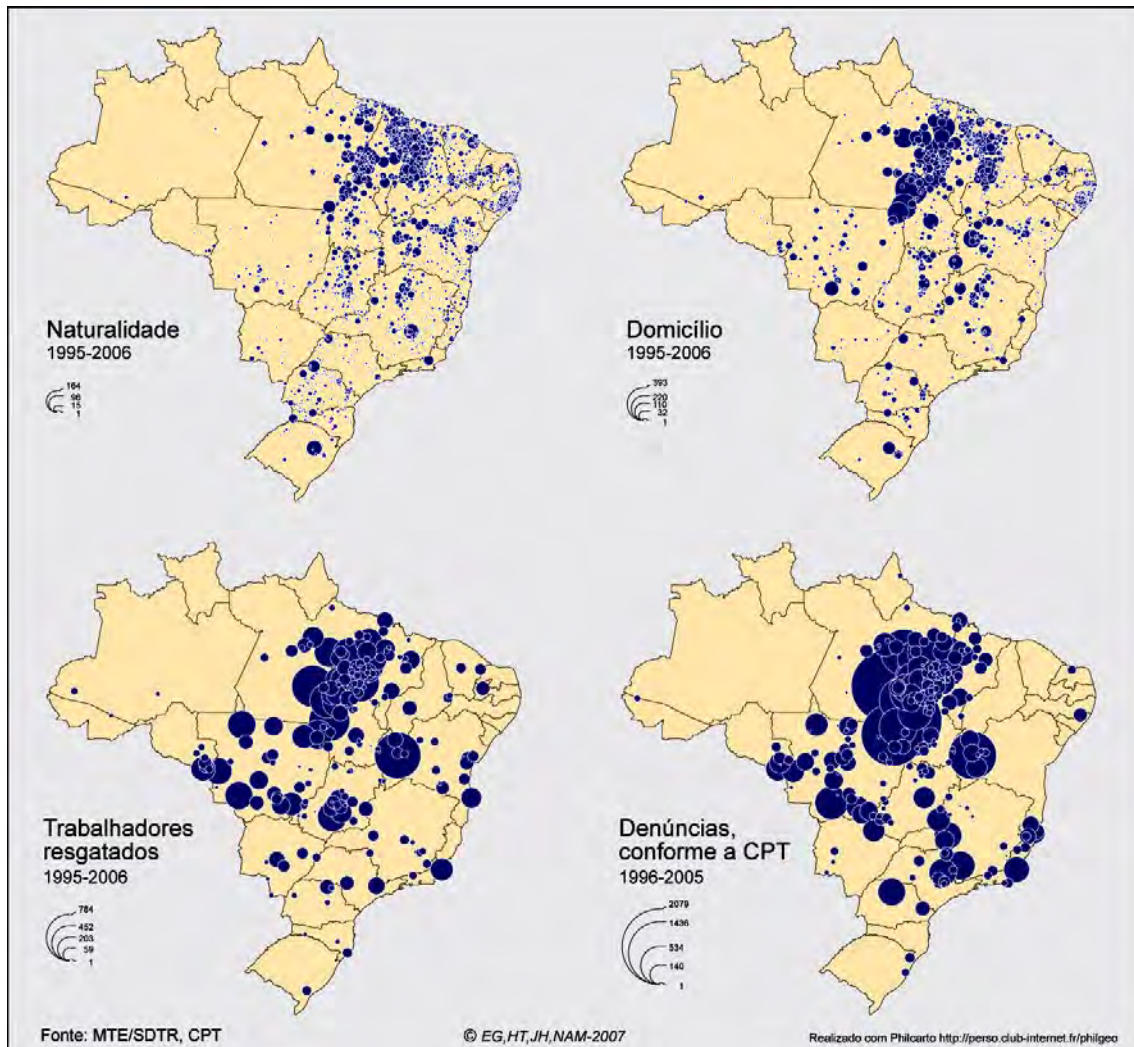 Naturalidade
1995-2006
164
96
15
1
Domicílio
1995-2006
393
220
110
32
1
Trabalhadores
resgatados
1995-2006
784
452
203
59
1
Denúncias,
conforme a CPT
1996-2005
2079
1436
534
140
1
Fonte: MTE/SDTR, CPT
© EG,HT,JH,NAM-2007
Realizado com Philcarto http://perso.club-internet.fr/philgeo